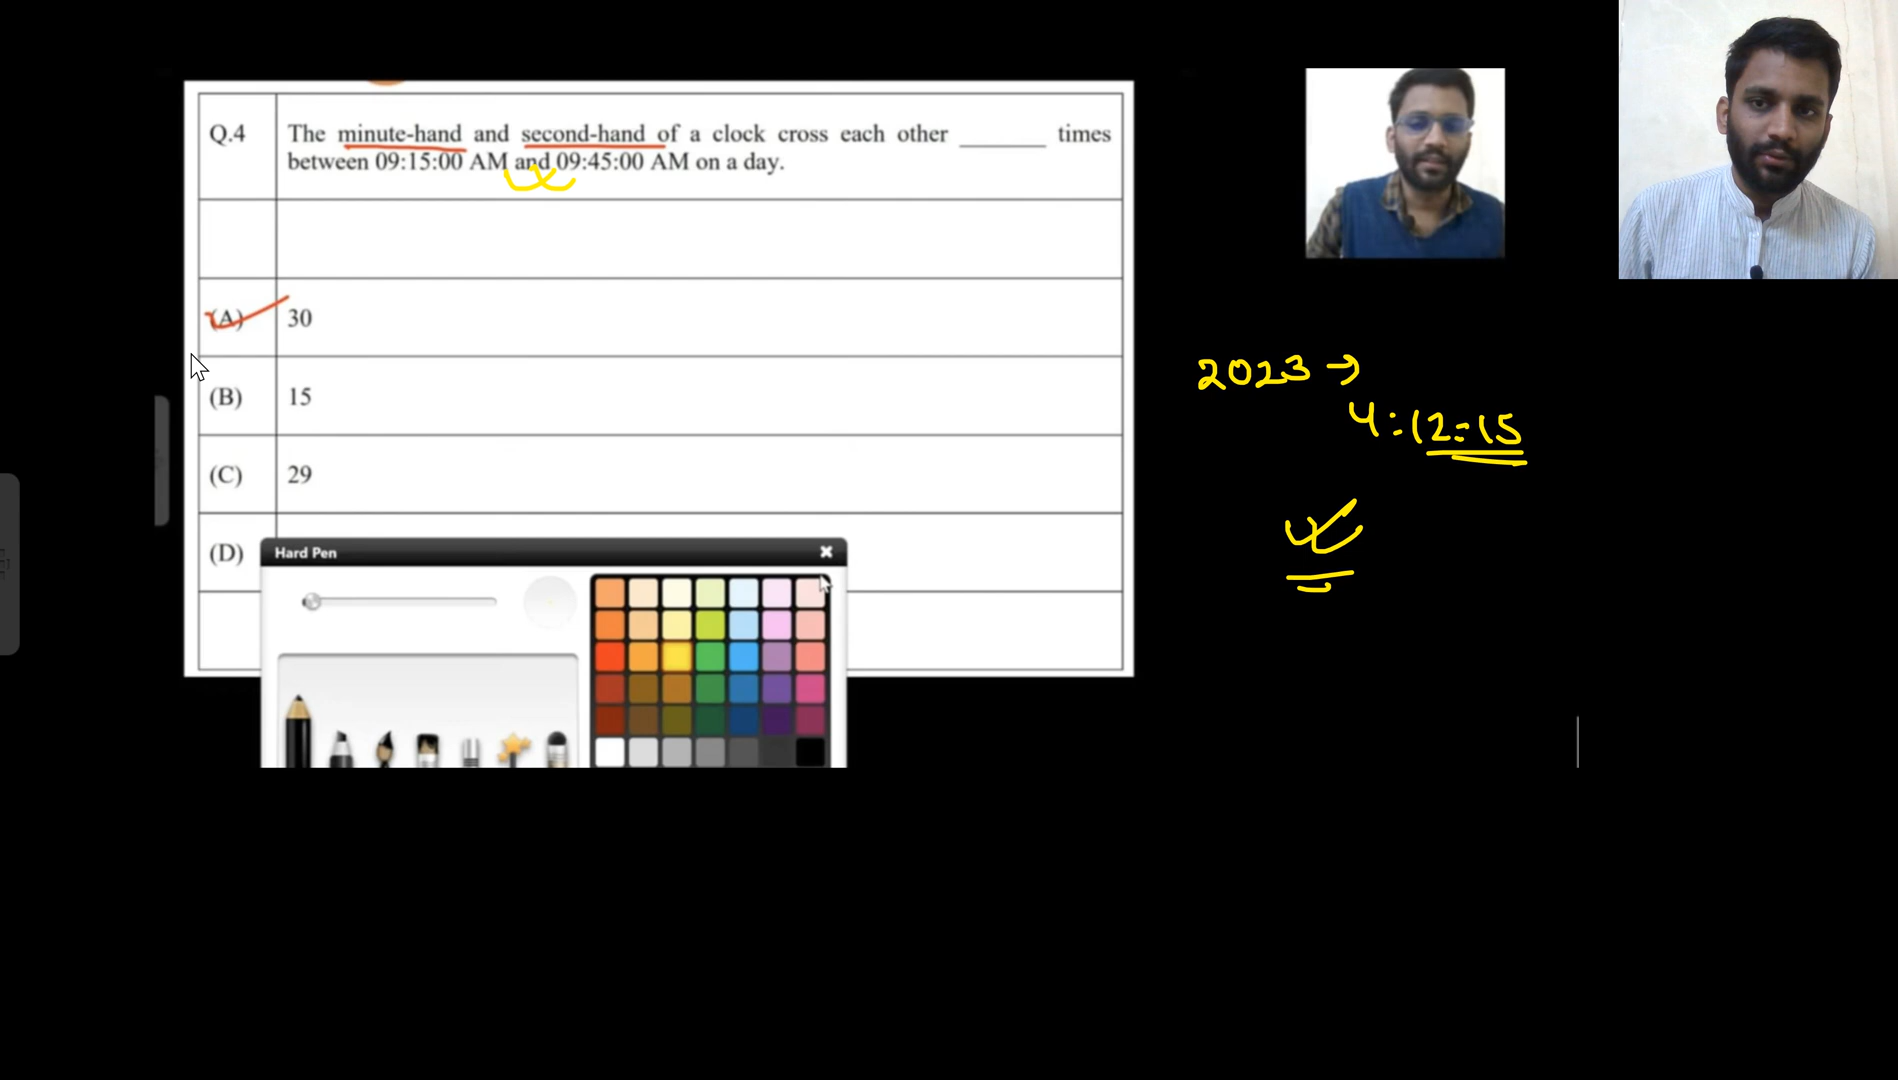 Q.4
The minute-hand and second-hand of a clock cross each other ________ times
between 09:15:00 AM and 09:45:00 AM on a day.
(A) 30
(B) 15
(C) 29
(D)
Hard Pen
2023 →
4:12=15